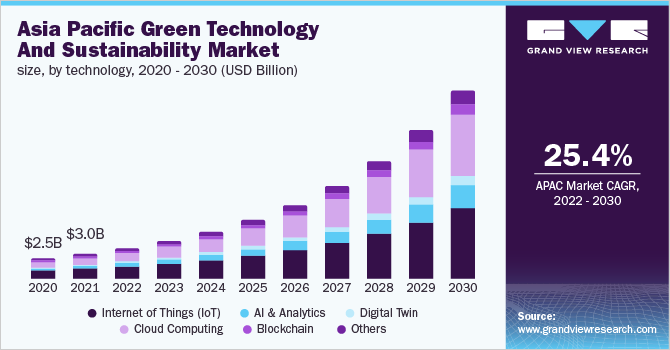 Asia Pacific Green Technology
And Sustainability Market
size, by technology, 2020 - 2030 (USD Billion)
$2.5B
$3.0B
2020 2021 2022 2023 2024 2025 2026 2027 2028 2029 2030
Internet of Things (IoT) AI & Analytics Digital Twin
Cloud Computing Blockchain Others
GRAND VIEW RESEARCH
25.4%
APAC Market CAGR,
2022 - 2030
Source:
www.grandviewresearch.com